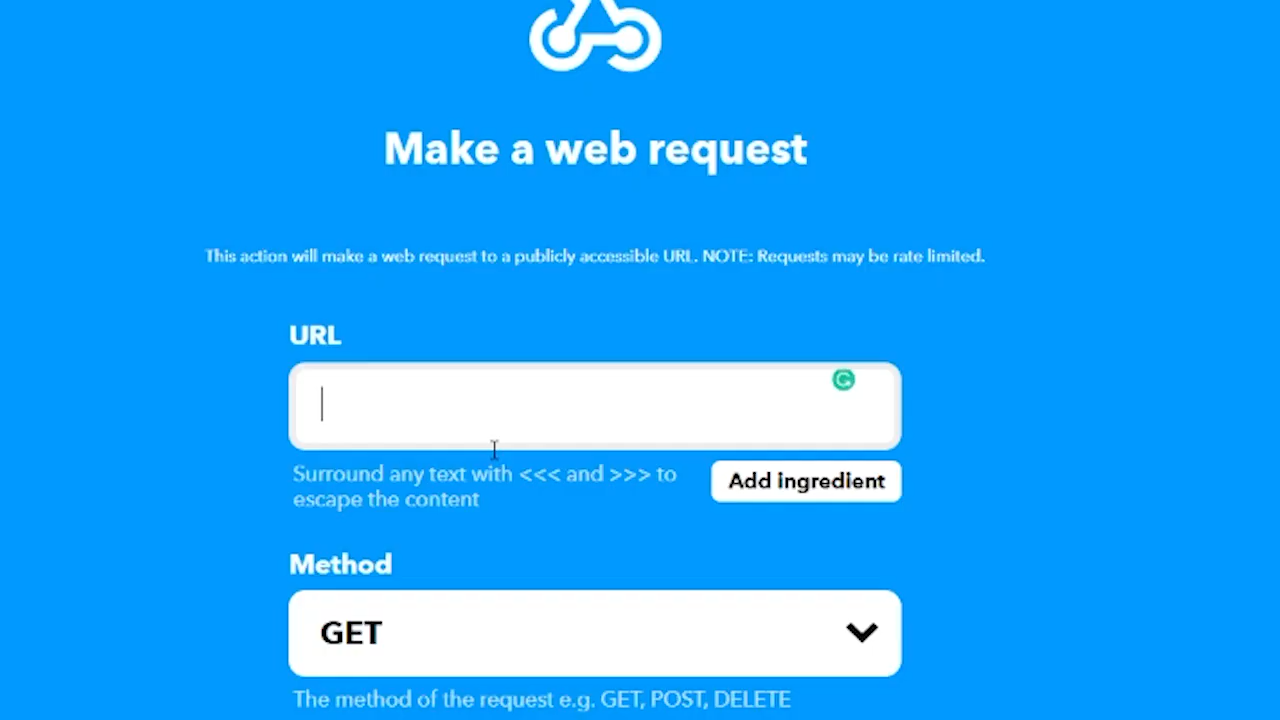 Make a web request
This action will make a web request to a publicly accessible URL. NOTE: Requests may be rate limited.
URL
Surround any text with <<< and >>> to
escape the content
Add ingredient
Method
GET
The method of the request e.g. GET, POST, DELETE